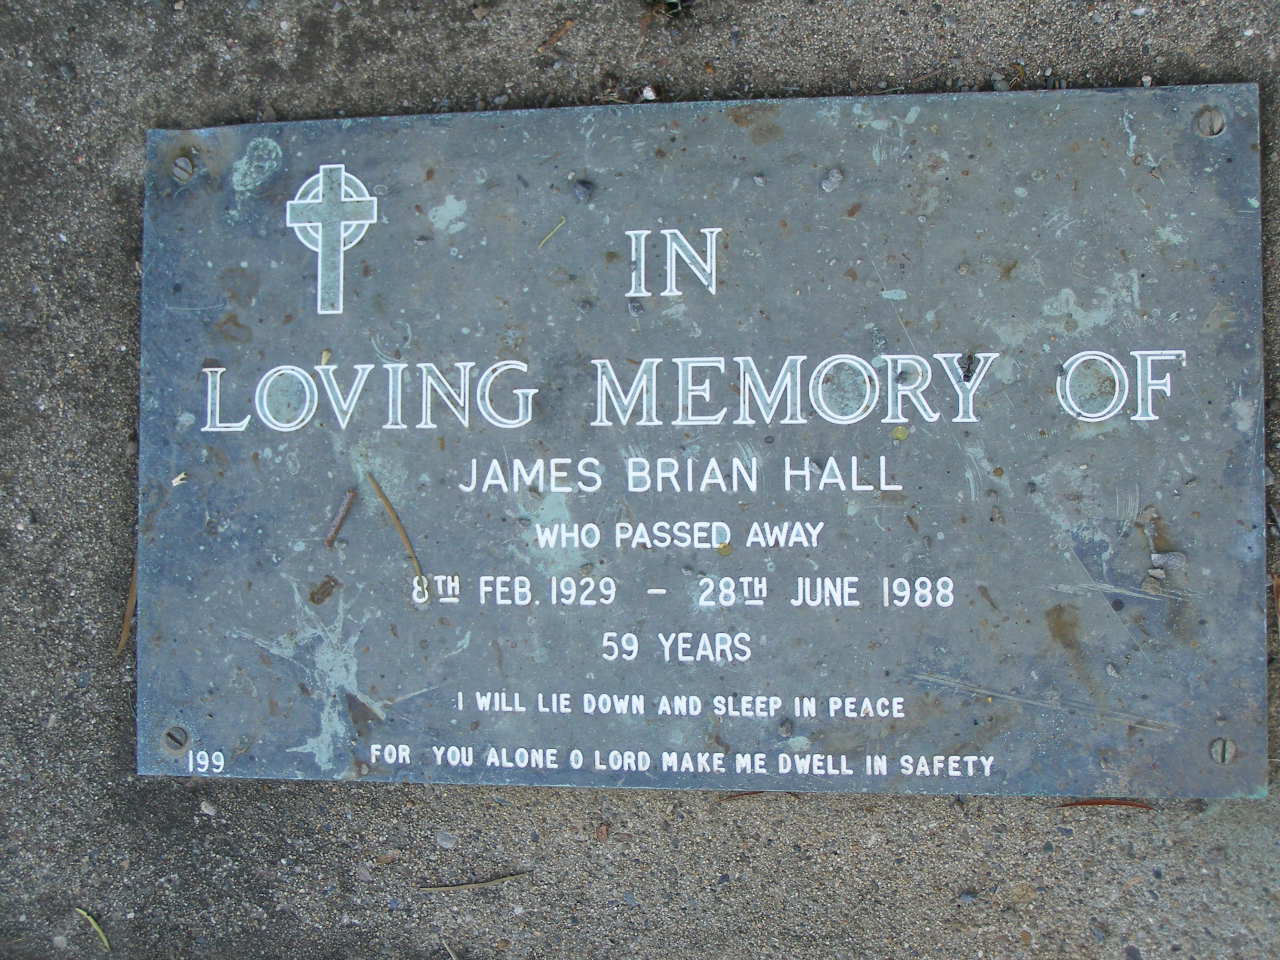 IN
LOVING MEMORY OF
JAMES BRIAN HALL
WHO PASSED AWAY
8TH FEB. 1929 – 28TH JUNE 1988
59 YEARS
I WILL LIE DOWN AND SLEEP IN PEACE
FOR YOU ALONE O LORD MAKE ME DWELL IN SAFETY
199